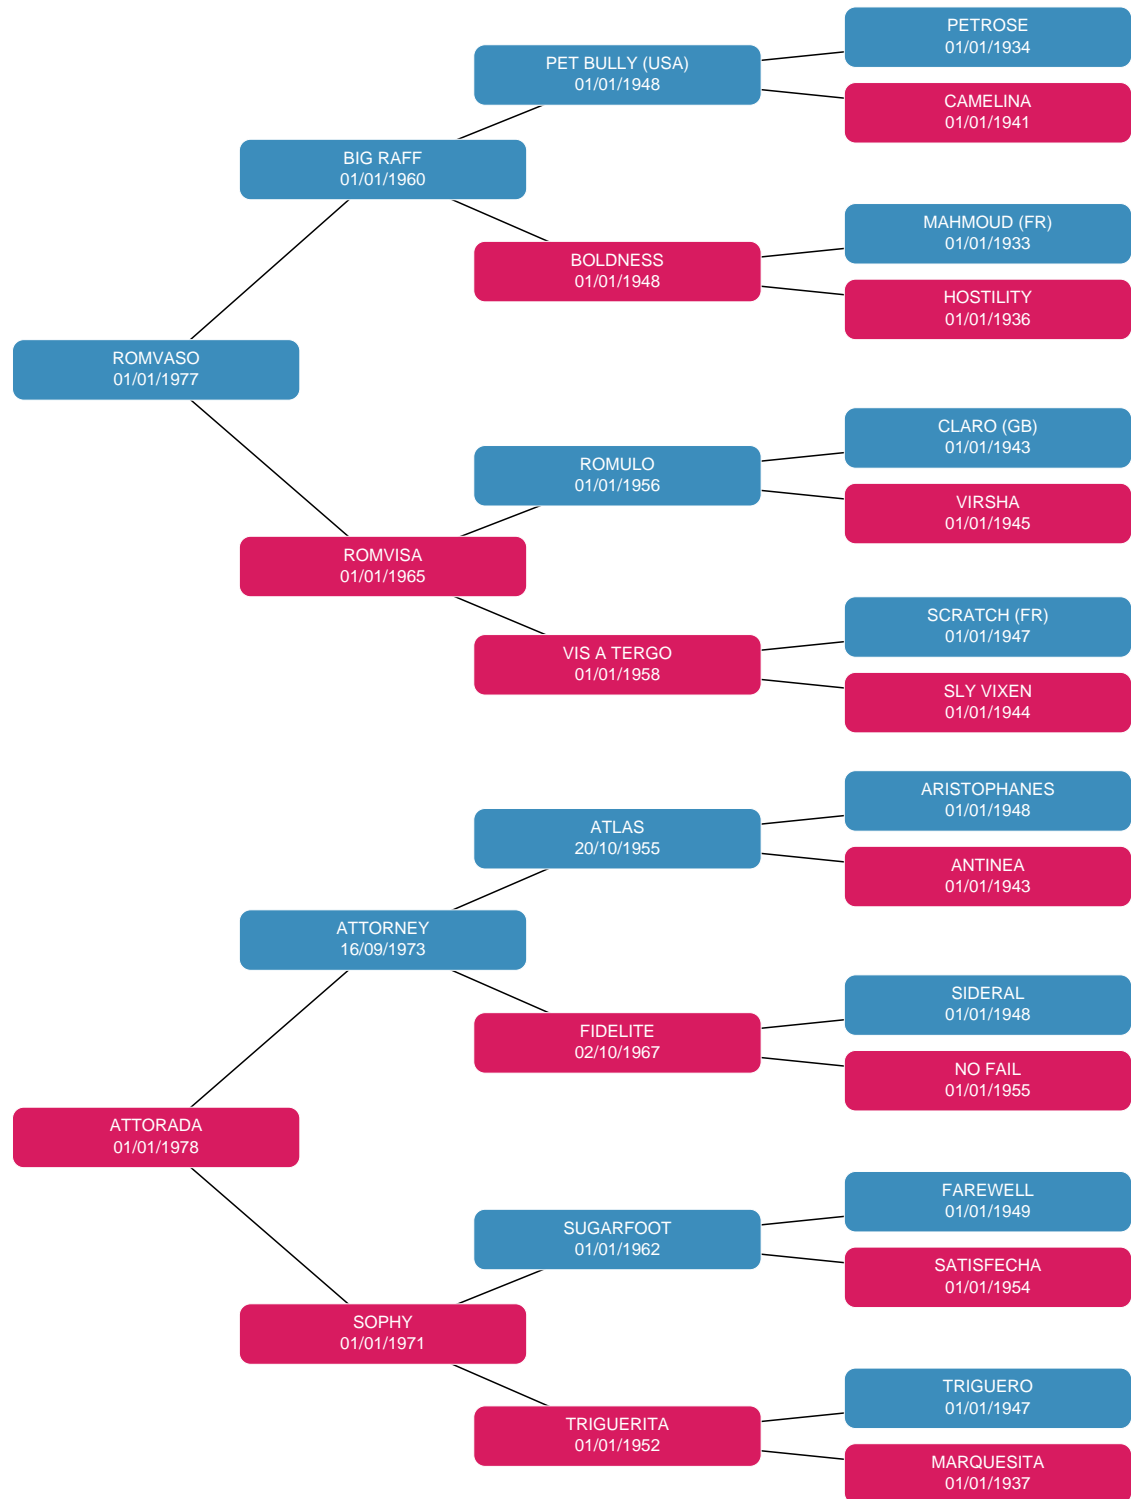 PETROSE
01/01/1934
PET BULLY (USA)
01/01/1948
CAMELINA
01/01/1941
BIG RAFF
01/01/1960
MAHMOUD (FR)
01/01/1933
BOLDNESS
01/01/1948
HOSTILITY
01/01/1936
ROMVASO
01/01/1977
CLARO (GB)
01/01/1943
ROMULO
01/01/1956
VIRSHA
01/01/1945
ROMVISA
01/01/1965
SCRATCH (FR)
01/01/1947
VIS A TERGO
01/01/1958
SLY VIXEN
01/01/1944
ARISTOPHANES
01/01/1948
ATLAS
20/10/1955
ANTINEA
01/01/1943
ATTORNEY
16/09/1973
SIDERAL
01/01/1948
FIDELITE
02/10/1967
NO FAIL
01/01/1955
ATTORADA
01/01/1978
FAREWELL
01/01/1949
SUGARFOOT
01/01/1962
SATISFECHA
01/01/1954
SOPHY
01/01/1971
TRIGUERO
01/01/1947
TRIGUERITA
01/01/1952
MARQUESITA
01/01/1937